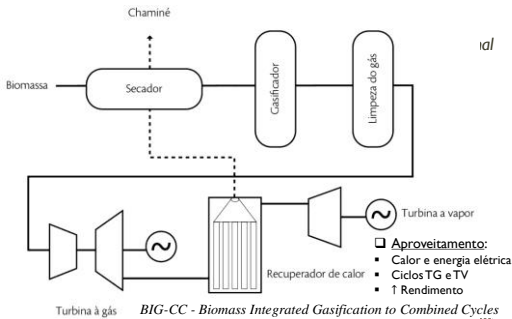 Chaminé
Biomassa
Secador
Gasificador
Limpeza do gás
Turbina a vapor
❑ Aproveitamento:
▪ Calor e energia elétrica
▪ Ciclos TG e TV
▪ ↑ Rendimento
Recuperador de calor
Turbina à gás
BIG-CC - Biomass Integrated Gasification to Combined Cycles